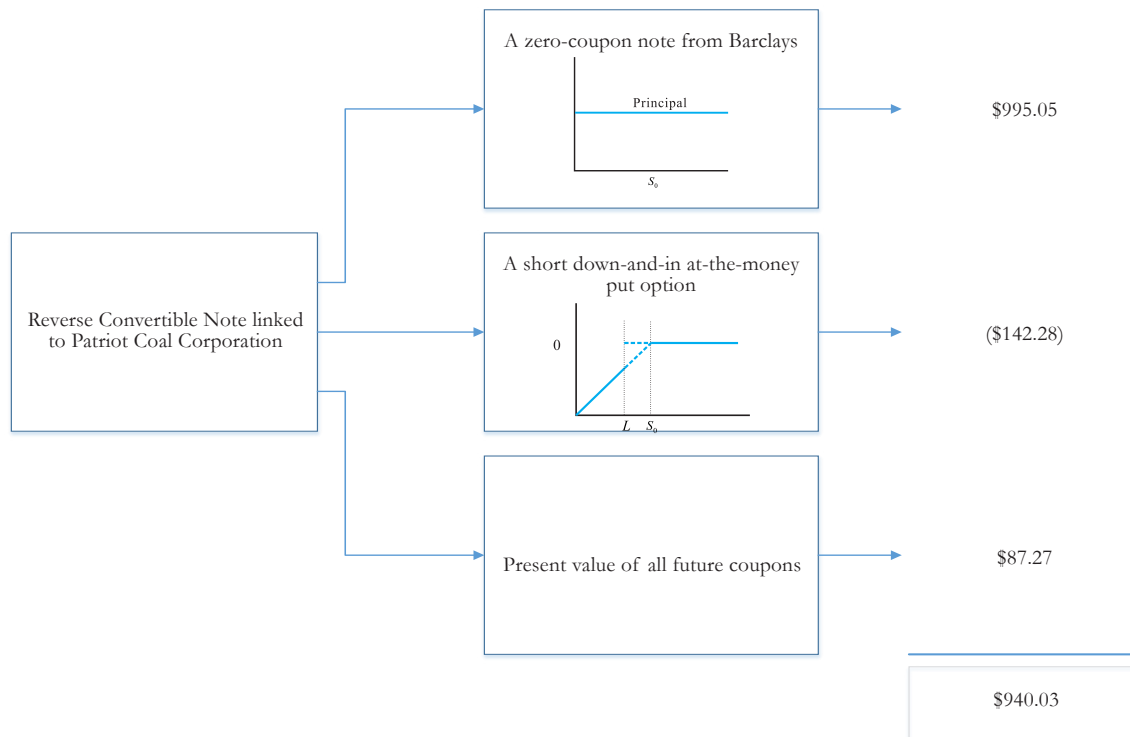 A zero-coupon note from Barclays
Principal
S₀
$995.05
Reverse Convertible Note linked
to Patriot Coal Corporation
A short down-and-in at-the-money
put option
0
L S₀
($142.28)
Present value of all future coupons
$87.27
$940.03